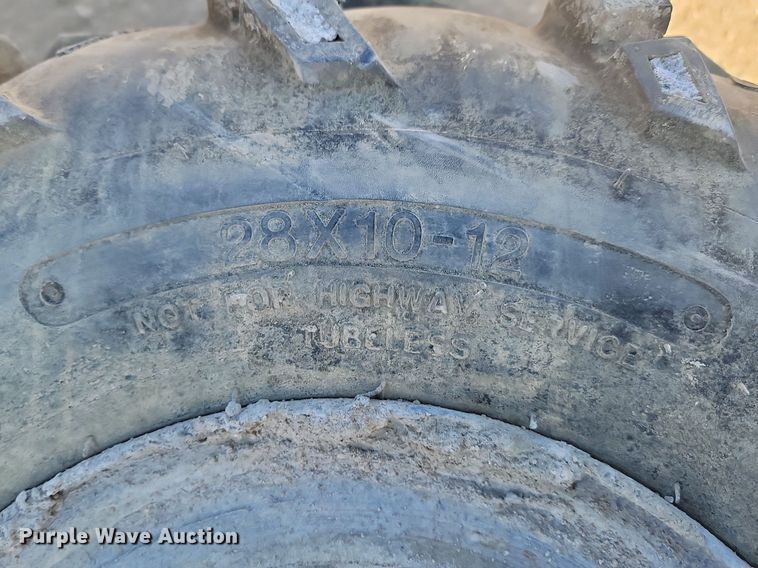 28X10-12
NOT FOR HIGHWAY SERVICE
TUBELESS
Purple Wave Auction